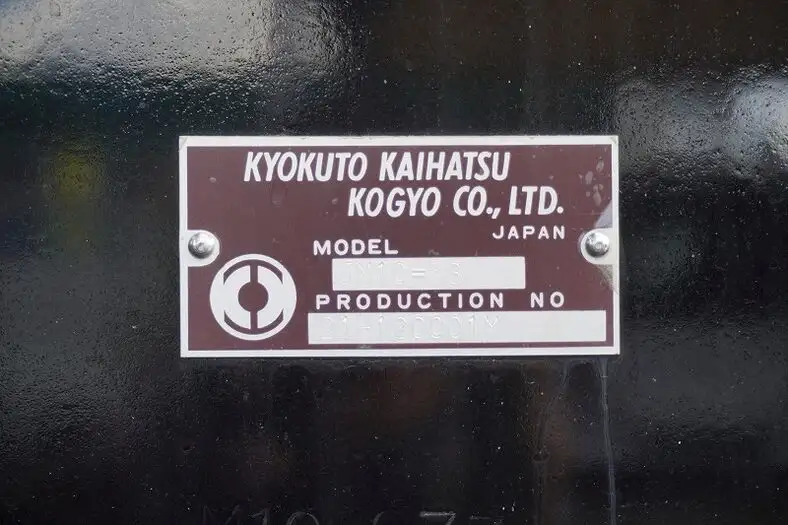 KYOKUTO KAIHATSU
KOGYO CO., LTD.
JAPAN
MODEL
PRODUCTION NO